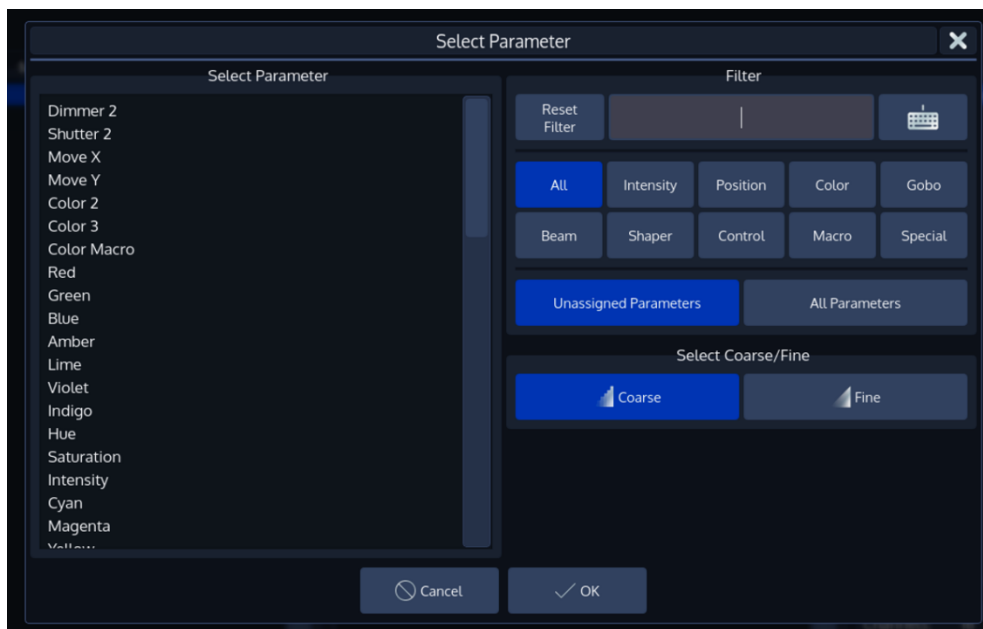 Select Parameter
Select Parameter
Dimmer 2
Shutter 2
Move X
Move Y
Color 2
Color 3
Color Macro
Red
Green
Blue
Amber
Lime
Violet
Indigo
Hue
Saturation
Intensity
Cyan
Magenta
Yellow
Filter
Reset
Filter
All Intensity Position Color Gobo
Beam Shaper Control Macro Special
Unassigned Parameters All Parameters
Select Coarse/Fine
Coarse Fine
Cancel OK